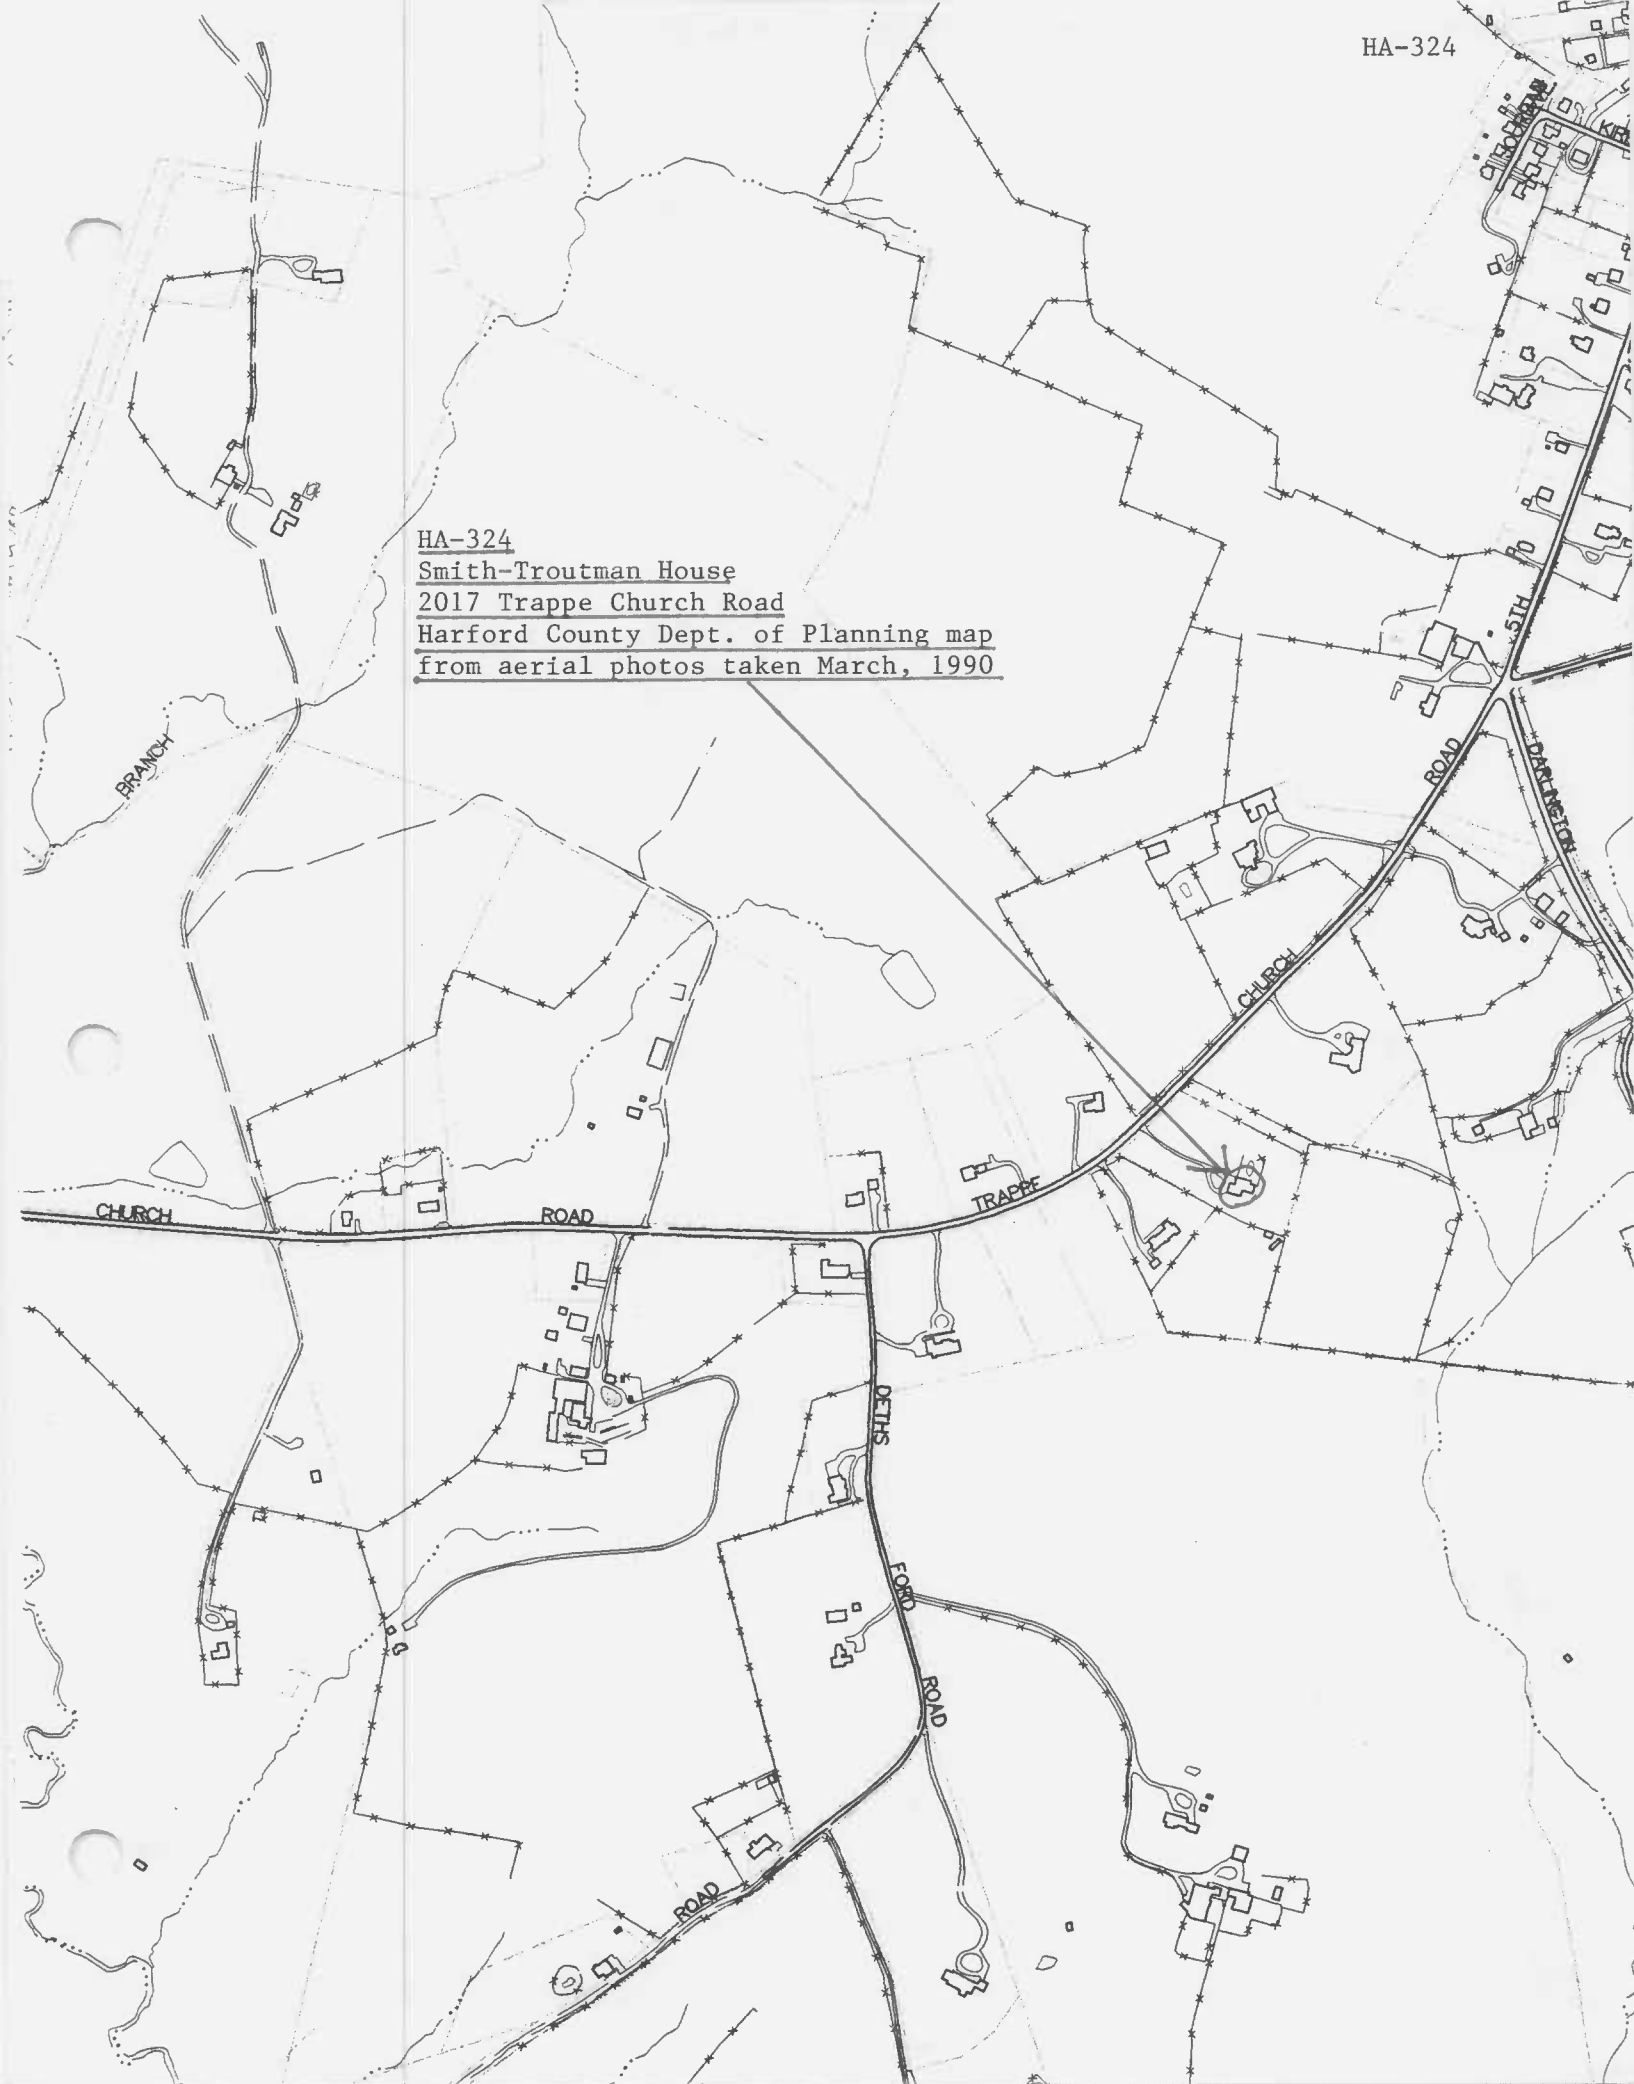 HA-324
HA-324
Smith-Troutman House
2017 Trappe Church Road
Harford County Dept. of Planning map
from aerial photos taken March, 1990
5TH
ROAD
DARLINGTON
BRANCH
CHURCH
TRAPPE
CHURCH
ROAD
DETHS
FORD
ROAD
ROAD